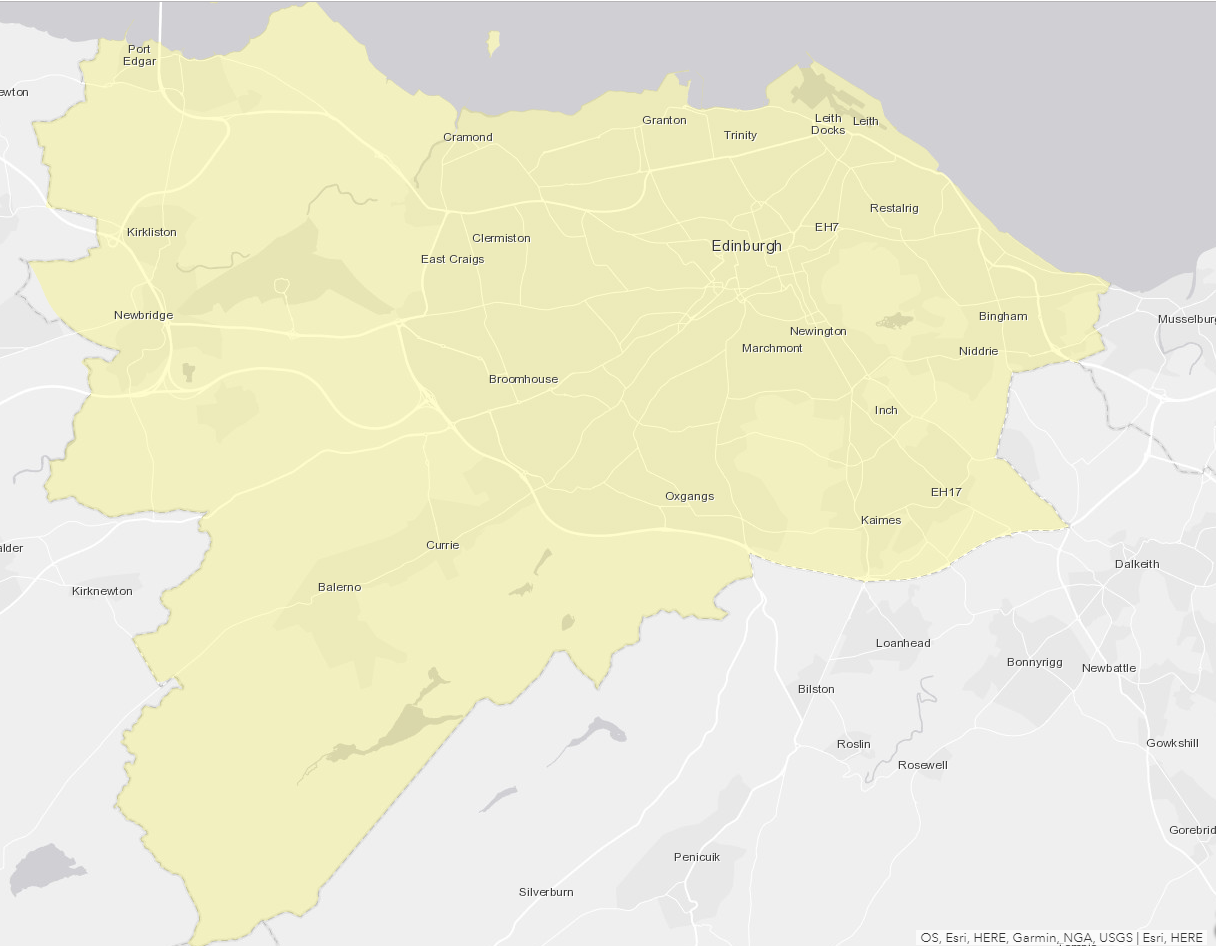 Port
Edgar
ewton
Granton
Leith
Docks
Leith
Cramond
Trinity
Restalrig
EH7
Kirkliston
Clermiston
Edinburgh
East Craigs
Newbridge
Bingham
Musselburg
Newington
Marchmont
Niddrie
Broomhouse
Inch
Oxgangs
EH17
Kaimes
Currie
alder
Dalkeith
Balerno
Kirknewton
Loanhead
Bonnyrigg
Newbattle
Bilston
Roslin
Gowkshill
Rosewell
Gorebrid
Penicuik
Silverburn
OS, Esri, HERE, Garmin, NGA, USGS | Esri, HERE